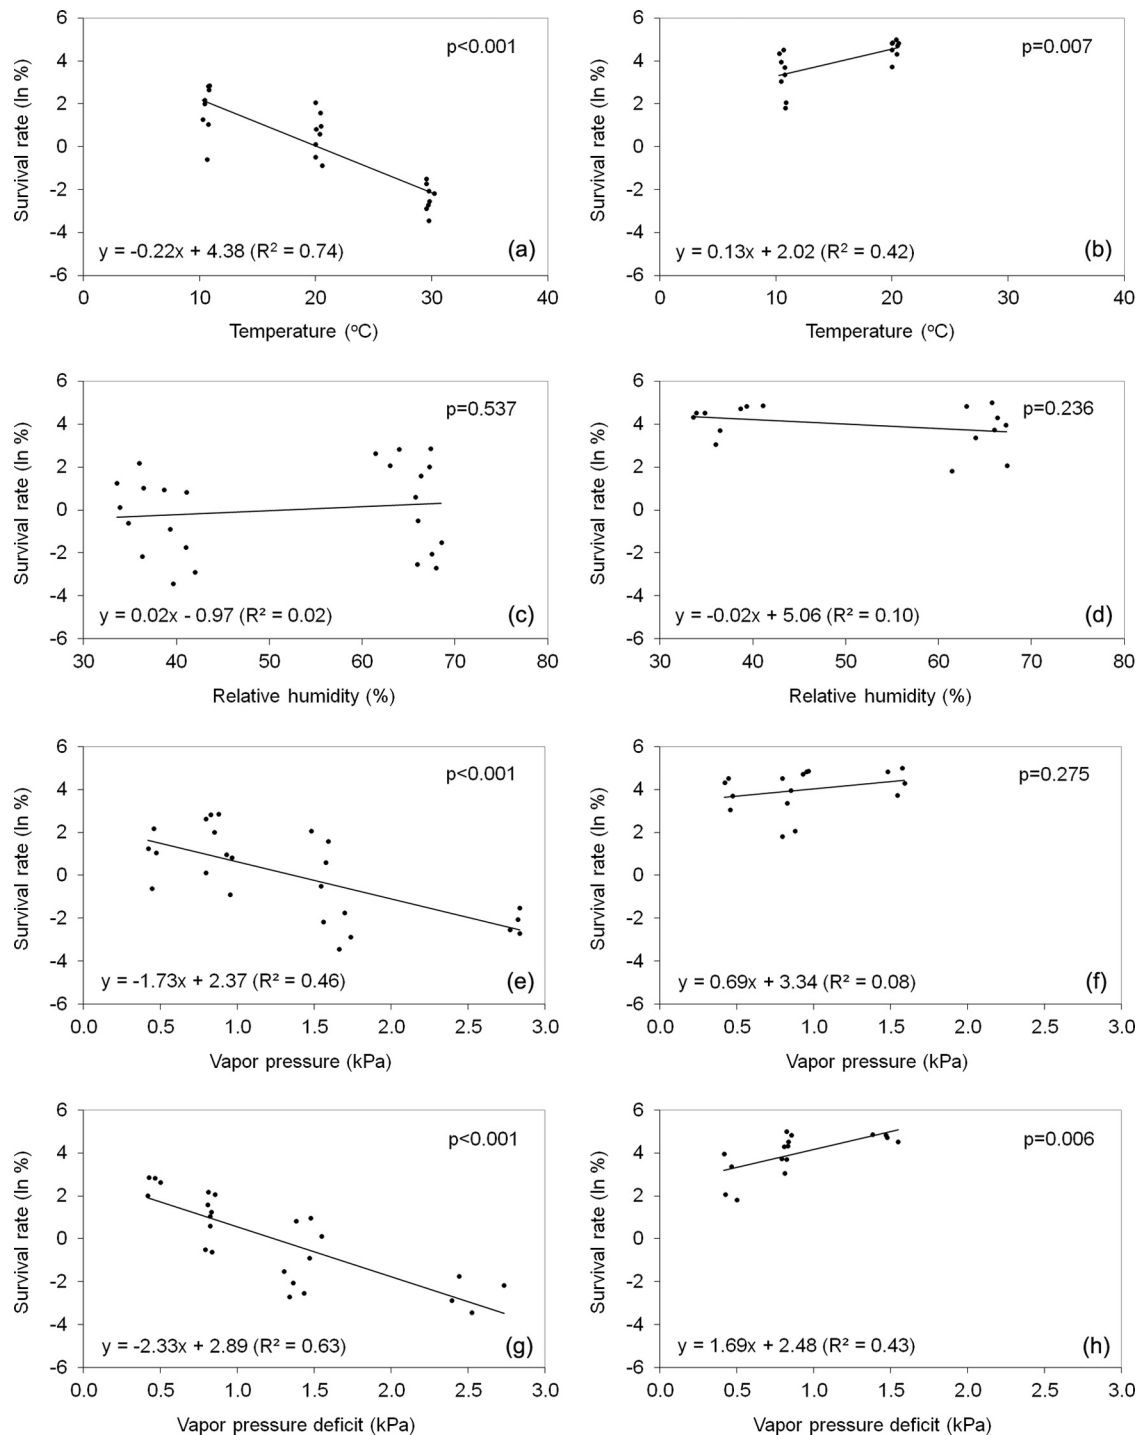 6
4
2
0
-2
-4
-6
Survival rate (ln %)
p<0.001
y = -0.22x + 4.38 (R² = 0.74)
(a)
0 10 20 30 40
Temperature (°C)
6
4
2
0
-2
-4
-6
Survival rate (ln %)
p=0.007
y = 0.13x + 2.02 (R² = 0.42)
(b)
0 10 20 30 40
Temperature (°C)
6
4
2
0
-2
-4
-6
Survival rate (ln %)
p=0.537
y = 0.02x - 0.97 (R² = 0.02)
(c)
30 40 50 60 70 80
Relative humidity (%)
6
4
2
0
-2
-4
-6
Survival rate (ln %)
p=0.236
y = -0.02x + 5.06 (R² = 0.10)
(d)
30 40 50 60 70 80
Relative humidity (%)
6
4
2
0
-2
-4
-6
Survival rate (ln %)
p<0.001
y = -1.73x + 2.37 (R² = 0.46)
(e)
0.0 0.5 1.0 1.5 2.0 2.5 3.0
Vapor pressure (kPa)
6
4
2
0
-2
-4
-6
Survival rate (ln %)
p=0.275
y = 0.69x + 3.34 (R² = 0.08)
(f)
0.0 0.5 1.0 1.5 2.0 2.5 3.0
Vapor pressure (kPa)
6
4
2
0
-2
-4
-6
Survival rate (ln %)
p<0.001
y = -2.33x + 2.89 (R² = 0.63)
(g)
0.0 0.5 1.0 1.5 2.0 2.5 3.0
Vapor pressure deficit (kPa)
6
4
2
0
-2
-4
-6
Survival rate (ln %)
p=0.006
y = 1.69x + 2.48 (R² = 0.43)
(h)
0.0 0.5 1.0 1.5 2.0 2.5 3.0
Vapor pressure deficit (kPa)